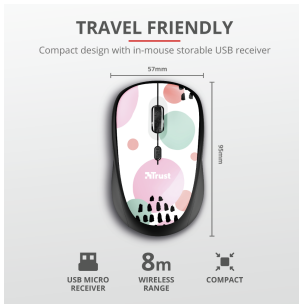 TRAVEL FRIENDLY
Compact design with in-mouse storable USB receiver
57mm
95mm
Trust
USB MICRO
RECEIVER
8m
WIRELESS
RANGE
COMPACT